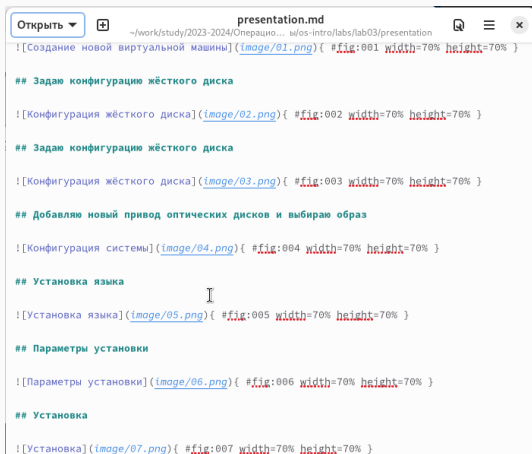 Открыть
presentation.md
~/work/study/2023-2024/Операцио… ы/os-intro/labs/lab03/presentation
![Создание новой виртуальной машины](image/01.png){ #fig:001 width=70% height=70% }
## Задаю конфигурацию жёсткого диска
![Конфигурация жёсткого диска](image/02.png){ #fig:002 width=70% height=70% }
## Задаю конфигурацию жёсткого диска
![Конфигурация жёсткого диска](image/03.png){ #fig:003 width=70% height=70% }
## Добавляю новый привод оптических дисков и выбираю образ
![Конфигурация системы](image/04.png){ #fig:004 width=70% height=70% }
## Установка языка
![Установка языка](image/05.png){ #fig:005 width=70% height=70% }
## Параметры установки
![Параметры установки](image/06.png){ #fig:006 width=70% height=70% }
## Установка
![Установка](image/07.png){ #fig:007 width=70% height=70% }